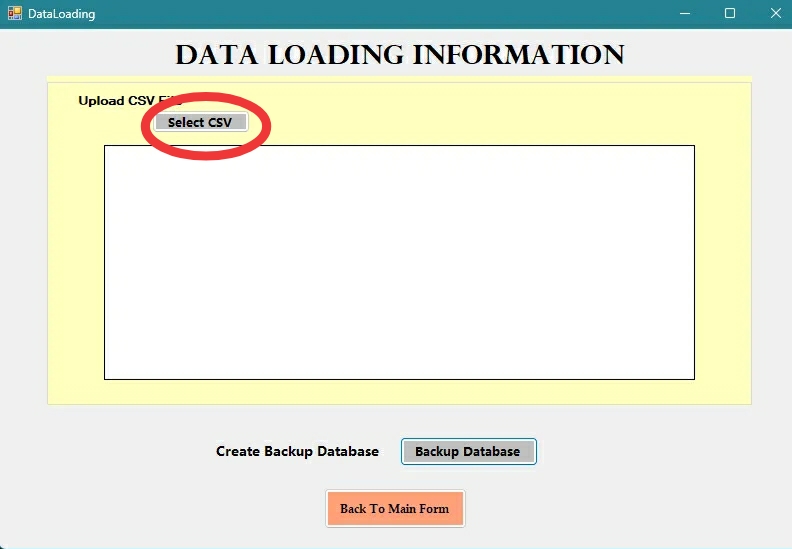 DataLoading
DATA LOADING INFORMATION
Upload CSV File
Select CSV
Create Backup Database Backup Database
Back To Main Form